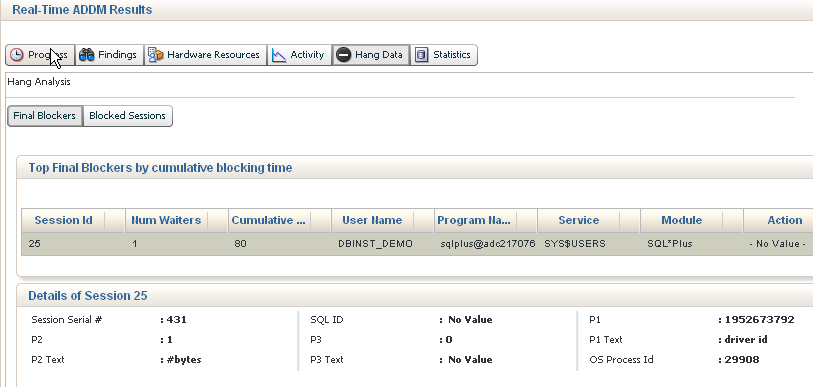 Real-Time ADDM Results
Progress Findings Hardware Resources Activity Hang Data Statistics
Hang Analysis
Final Blockers Blocked Sessions
Top Final Blockers by cumulative blocking time
Session Id Num Waiters Cumulative ... User Name Program Na... Service Module Action
25 1 80 DBINST_DEMO sqlplus@adc217076 SYS$USERS SQL*Plus - No Value -
Details of Session 25
Session Serial # : 431 SQL ID : No Value P1 : 1952673792
P2 : 1 P3 : 0 P1 Text : driver id
P2 Text : #bytes P3 Text : No Value OS Process Id : 29908